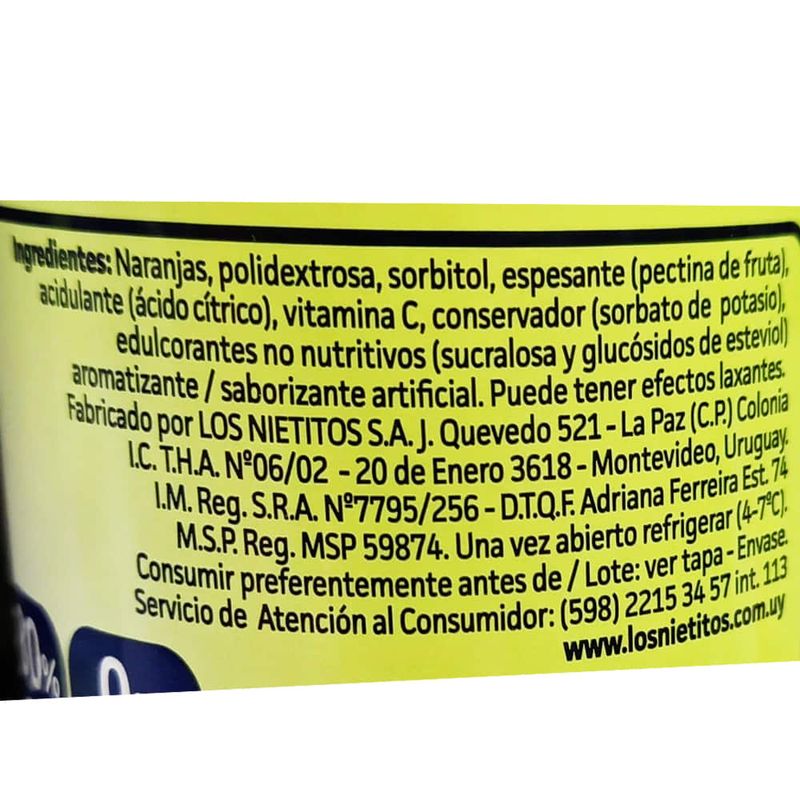 Ingredientes: Naranjas, polidextrosa, sorbitol, espesante (pectina de fruta),
acidulante (ácido cítrico), vitamina C, conservador (sorbato de potasio),
edulcorantes no nutritivos (sucralosa y glucósidos de esteviol)
aromatizante / saborizante artificial. Puede tener efectos laxantes.
Fabricado por LOS NIETITOS S.A. J. Quevedo 521 - La Paz (C.P.) Colonia
I.C. T.H.A. Nº06/02 - 20 de Enero 3618 - Montevideo, Uruguay.
I.M. Reg. S.R.A. Nº7795/256 - D.T.Q.F. Adriana Ferreira Est. 74
M.S.P. Reg. MSP 59874. Una vez abierto refrigerar (4-7ºC).
Consumir preferentemente antes de / Lote: ver tapa - Envase.
Servicio de Atención al Consumidor: (598) 2215 34 57 int. 113
www.losnietitos.com.uy